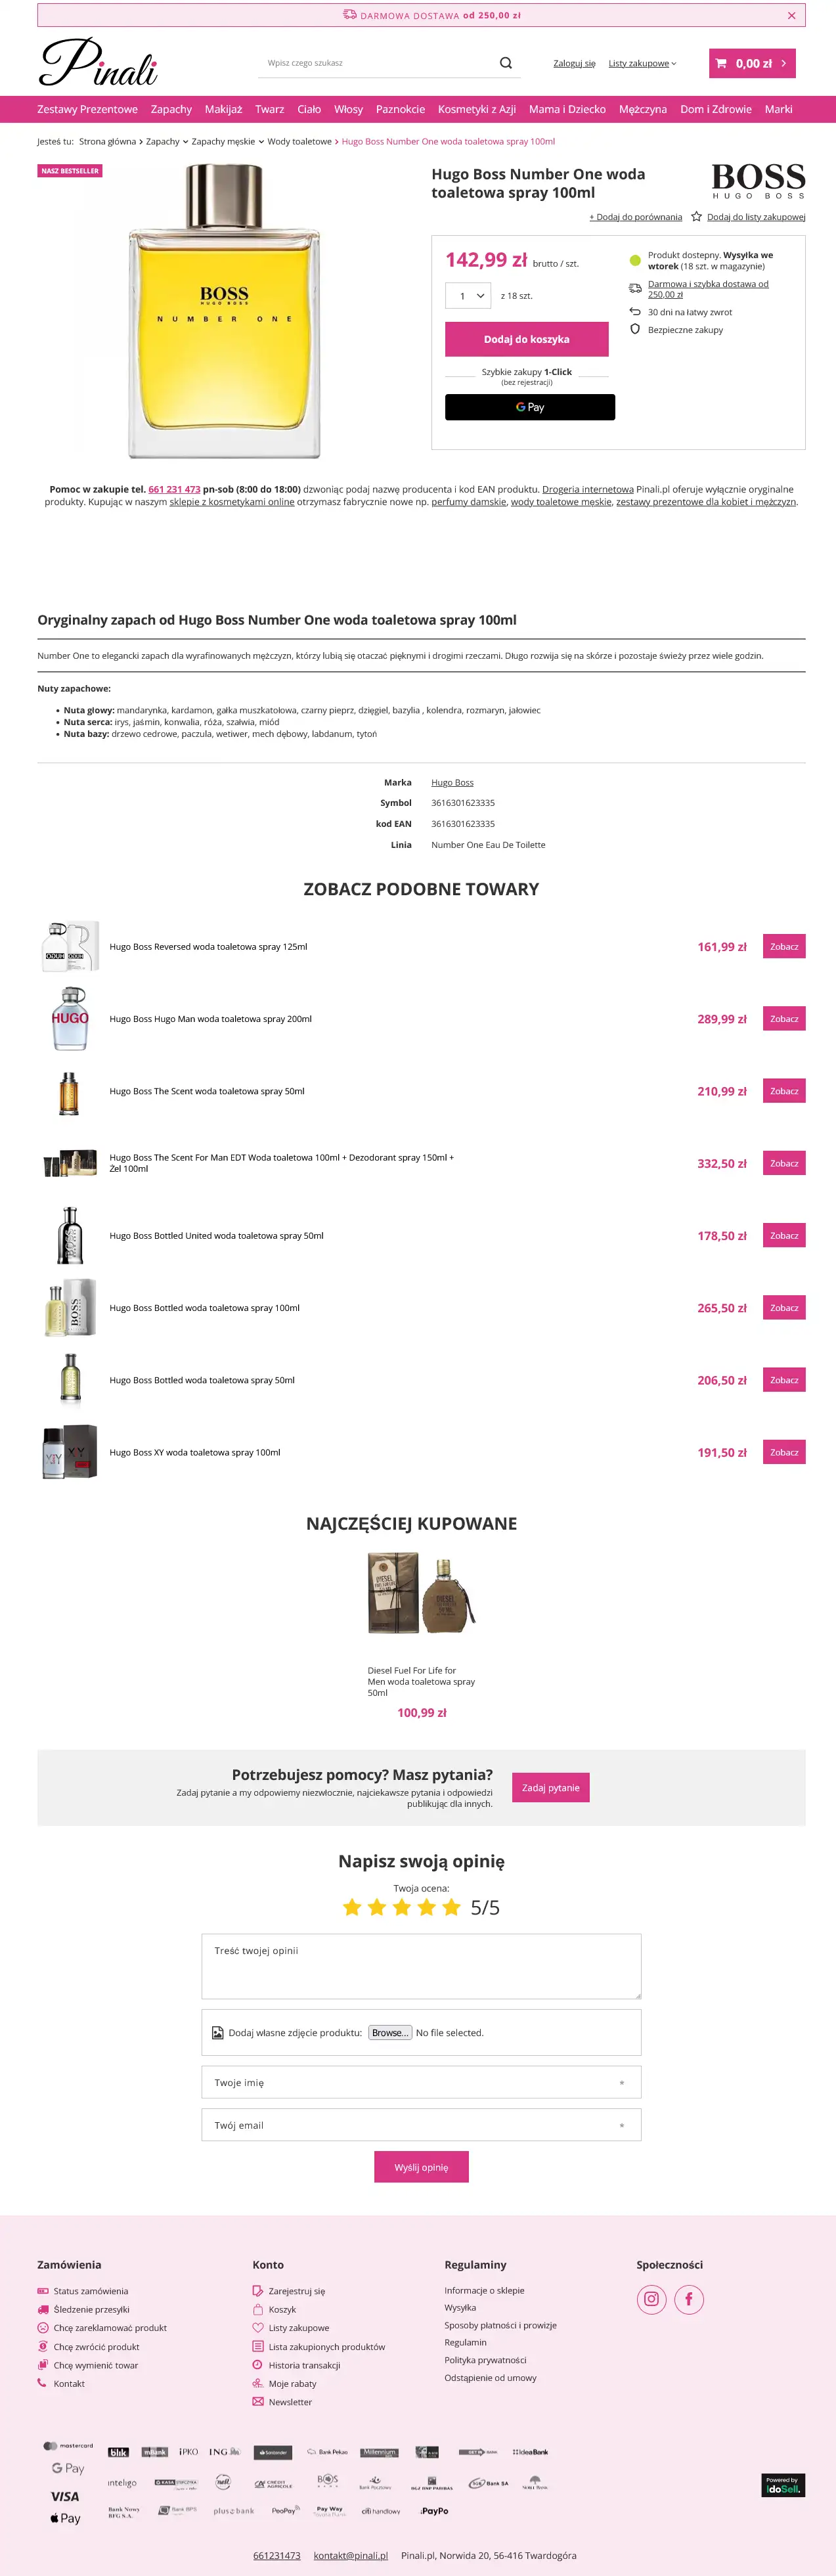 DARMOWA DOSTAWA od 250,00 zł
Pinali
Wpisz czego szukasz
Zaloguj się Listy zakupowe
0,00 zł
Zestawy Prezentowe Zapachy Makijaż Twarz Ciało Włosy Paznokcie Kosmetyki z Azji Mama i Dziecko Mężczyzna Dom i Zdrowie Marki
Jesteś tu: Strona główna Zapachy Zapachy męskie Wody toaletowe Hugo Boss Number One woda toaletowa spray 100ml
NASZ BESTSELLER
BOSS
HUGO BOSS
NUMBER ONE
Hugo Boss Number One woda
toaletowa spray 100ml
BOSS
HUGO BOSS
+ Dodaj do porównania Dodaj do listy zakupowej
142,99 zł brutto / szt.
1 z 18 szt.
Dodaj do koszyka
Szybkie zakupy 1-Click
(bez rejestracji)
G Pay
Produkt dostępny. Wysyłka we
wtorek (18 szt. w magazynie)
Darmowa i szybka dostawa od
250,00 zł
30 dni na łatwy zwrot
Bezpieczne zakupy
Pomoc w zakupie tel. 661 231 473 pn-sob (8:00 do 18:00) dzwoniąc podaj nazwę producenta i kod EAN produktu. Drogeria internetowa Pinali.pl oferuje wyłącznie oryginalne
produkty. Kupując w naszym sklepie z kosmetykami online otrzymasz fabrycznie nowe np. perfumy damskie, wody toaletowe męskie, zestawy prezentowe dla kobiet i mężczyzn.
Oryginalny zapach od Hugo Boss Number One woda toaletowa spray 100ml
Number One to elegancki zapach dla wyrafinowanych mężczyzn, którzy lubią się otaczać pięknymi i drogimi rzeczami. Długo rozwija się na skórze i pozostaje świeży przez wiele godzin.
Nuty zapachowe:
• Nuta głowy: mandarynka, kardamon, gałka muszkatołowa, czarny pieprz, dzięgiel, bazylia , kolendra, rozmaryn, jałowiec
• Nuta serca: irys, jaśmin, konwalia, róża, szałwia, miód
• Nuta bazy: drzewo cedrowe, paczula, wetiwer, mech dębowy, labdanum, tytoń
Marka Hugo Boss
Symbol 3616301623335
kod EAN 3616301623335
Linia Number One Eau De Toilette
ZOBACZ PODOBNE TOWARY
Hugo Boss Reversed woda toaletowa spray 125ml 161,99 zł Zobacz
HUGO
Hugo Boss Hugo Man woda toaletowa spray 200ml 289,99 zł Zobacz
Hugo Boss The Scent woda toaletowa spray 50ml 210,99 zł Zobacz
Hugo Boss The Scent For Man EDT Woda toaletowa 100ml + Dezodorant spray 150ml +
Żel 100ml
332,50 zł Zobacz
Hugo Boss Bottled United woda toaletowa spray 50ml 178,50 zł Zobacz
BOSS
Hugo Boss Bottled woda toaletowa spray 100ml 265,50 zł Zobacz
Hugo Boss Bottled woda toaletowa spray 50ml 206,50 zł Zobacz
Hugo Boss XY woda toaletowa spray 100ml 191,50 zł Zobacz
NAJCZĘŚCIEJ KUPOWANE
Diesel Fuel For Life for
Men woda toaletowa spray
50ml
100,99 zł
Potrzebujesz pomocy? Masz pytania?
Zadaj pytanie a my odpowiemy niezwłocznie, najciekawsze pytania i odpowiedzi
publikując dla innych.
Zadaj pytanie
Napisz swoją opinię
Twoja ocena:
5/5
Treść twojej opinii
Dodaj własne zdjęcie produktu: Browse... No file selected.
Twoje imię *
Twój email *
Wyślij opinię
Zamówienia
Status zamówienia
Śledzenie przesyłki
Chcę zareklamować produkt
Chcę zwrócić produkt
Chcę wymienić towar
Kontakt
Konto
Zarejestruj się
Koszyk
Listy zakupowe
Lista zakupionych produktów
Historia transakcji
Moje rabaty
Newsletter
Regulaminy
Informacje o sklepie
Wysyłka
Sposoby płatności i prowizje
Regulamin
Polityka prywatności
Odstąpienie od umowy
Społeczności
mastercard
G Pay
VISA
Apple Pay
blik mBank iPKO ING Santander Bank Pekao Millennium IdeaBank
inteligo CRÉDIT AGRICOLE BOŚ Bank Pocztowy BNP PARIBAS Bank SA
Bank Nowy BFG S.A. Bank BPS plusbank PeoPay Pay Way citi handlowy iPayPo
Powered by
IdoSell.
661231473 kontakt@pinali.pl Pinali.pl, Norwida 20, 56-416 Twardogóra